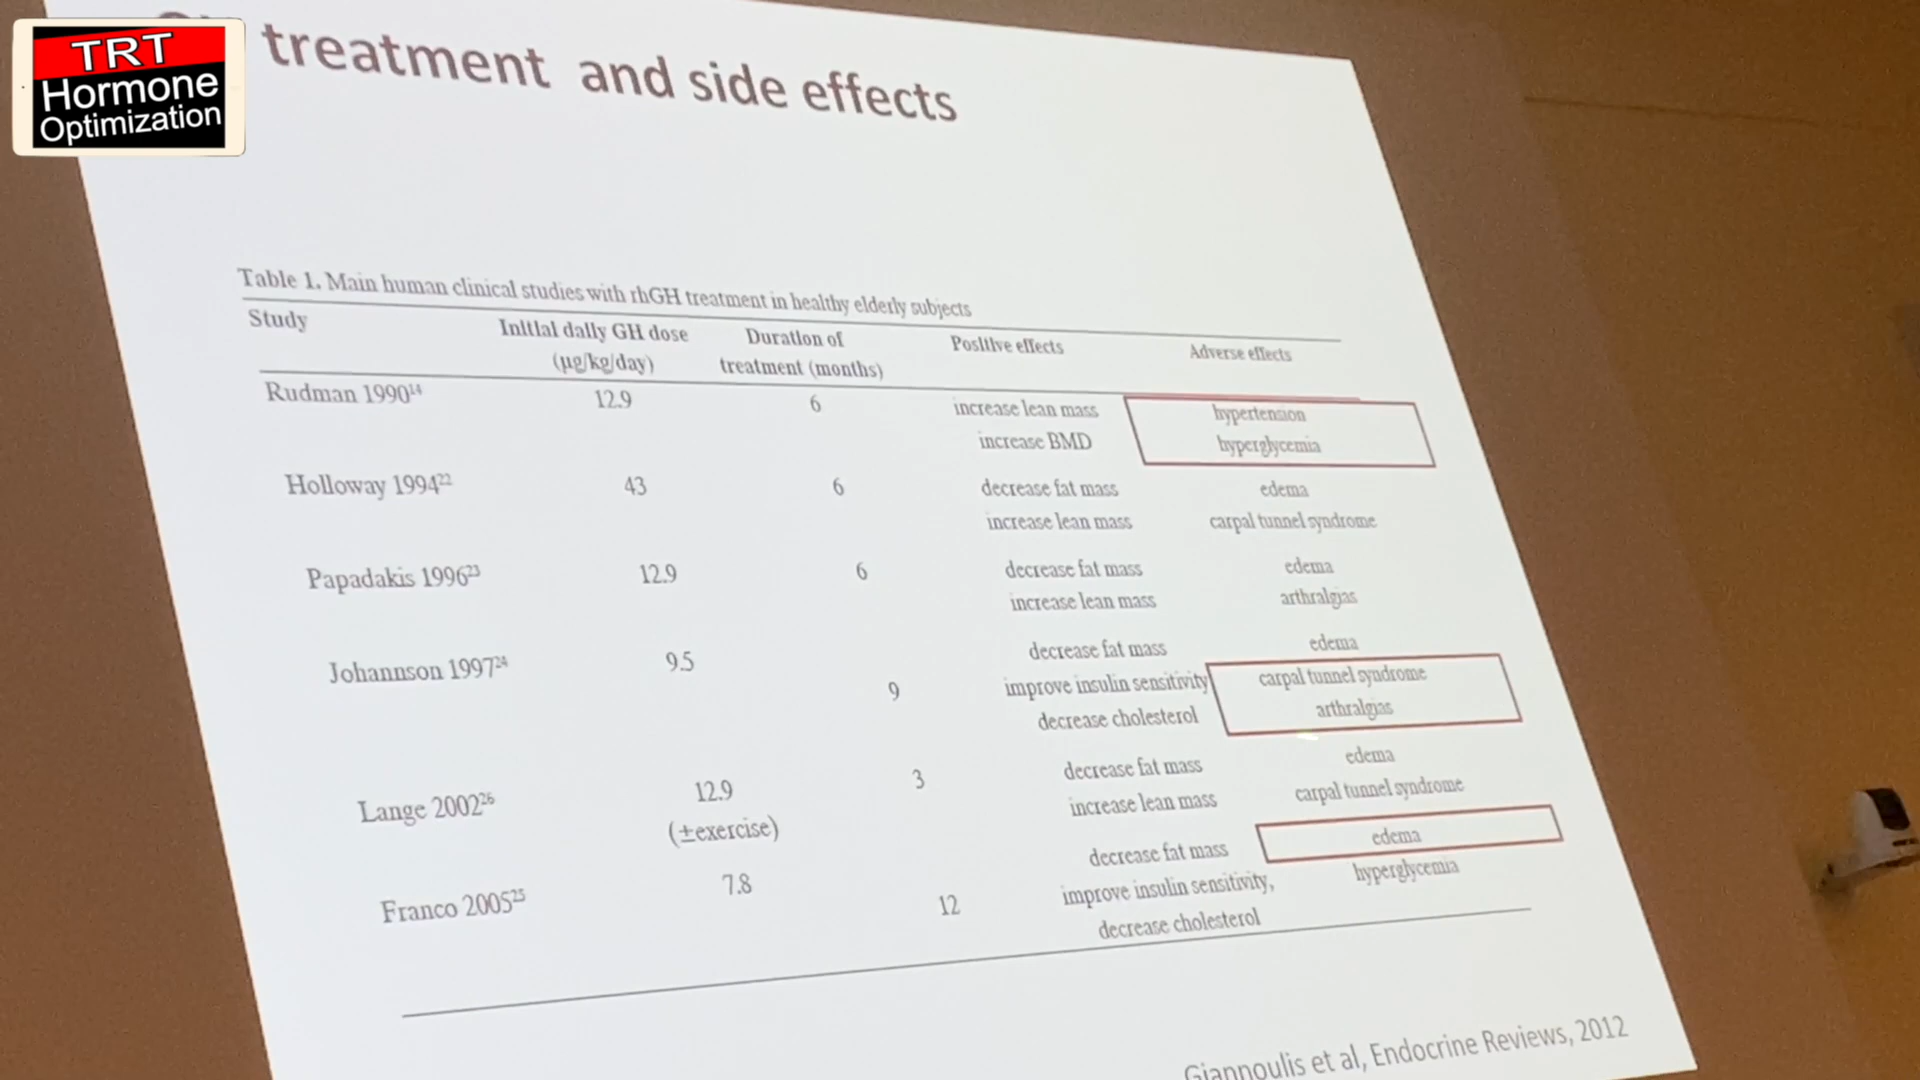 TRT
Hormone
Optimization
treatment and side effects
Table 1. Main human clinical studies with rhGH treatment in healthy elderly subjects
Study Initial daily GH dose (µg/kg/day) Duration of treatment (months) Positive effects Adverse effects
Rudman 1990¹⁴ 12.9 6 increase lean mass hypertension
increase BMD hyperglycemia
Holloway 1994²² 43 6 decrease fat mass edema
increase lean mass carpal tunnel syndrome
Papadakis 1996²³ 12.9 6 decrease fat mass edema
increase lean mass arthralgias
Johannson 1997²⁴ 9.5 9 decrease fat mass edema
improve insulin sensitivity carpal tunnel syndrome
decrease cholesterol arthralgias
Lange 2002²⁶ 12.9 3 decrease fat mass edema
(±exercise) increase lean mass carpal tunnel syndrome
Franco 2005²⁵ 7.8 12 decrease fat mass edema
improve insulin sensitivity, hyperglycemia
decrease cholesterol
Giannoulis et al, Endocrine Reviews, 2012